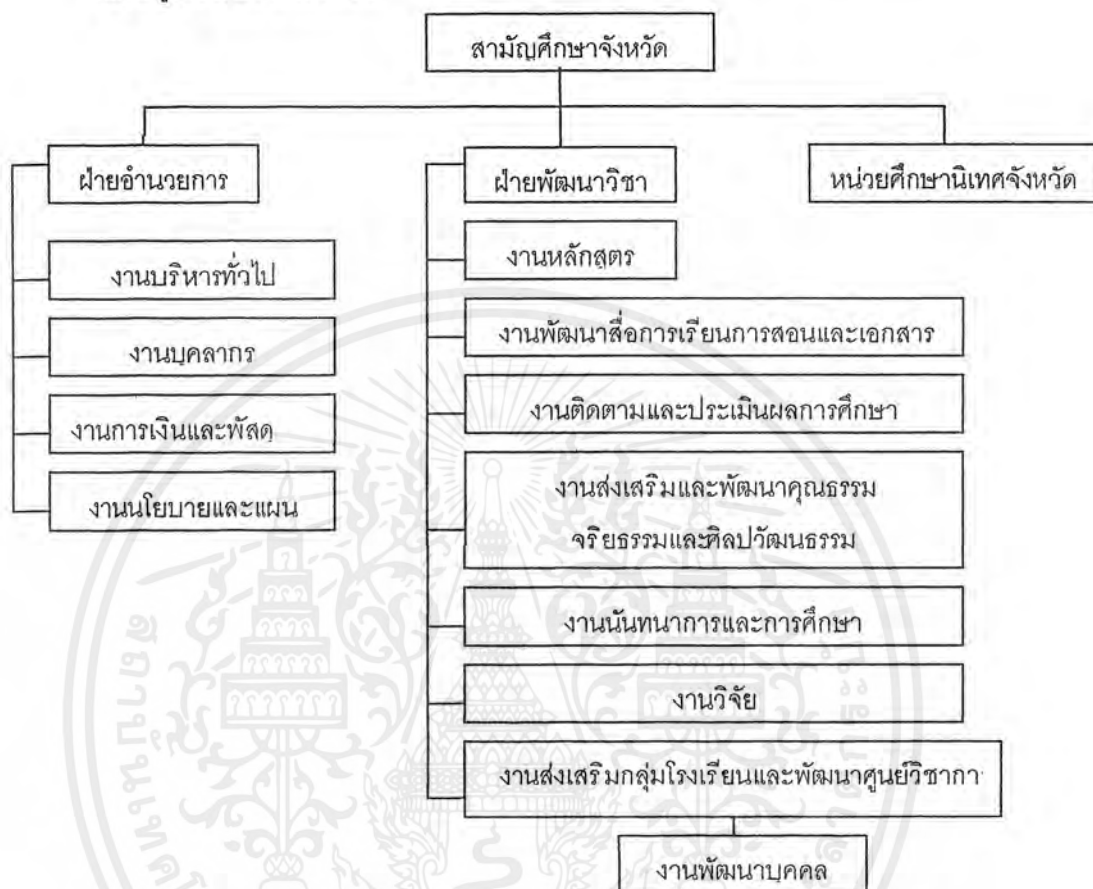 สามัญศึกษาจังหวัด
ฝ่ายอำนวยการ
ฝ่ายพัฒนาวิชา
หน่วยศึกษานิเทศจังหวัด
งานบริหารทั่วไป
งานบุคลากร
งานการเงินและพัสดุ
งานนโยบายและแผน
งานหลักสูตร
งานพัฒนาสื่อการเรียนการสอนและเอกสาร
งานติดตามและประเมินผลการศึกษา
งานส่งเสริมและพัฒนาคุณธรรม
จริยธรรมและศิลปวัฒนธรรม
งานนันทนาการและการศึกษา
งานวิจัย
งานส่งเสริมกลุ่มโรงเรียนและพัฒนาศูนย์วิชากา
งานพัฒนาบุคคล